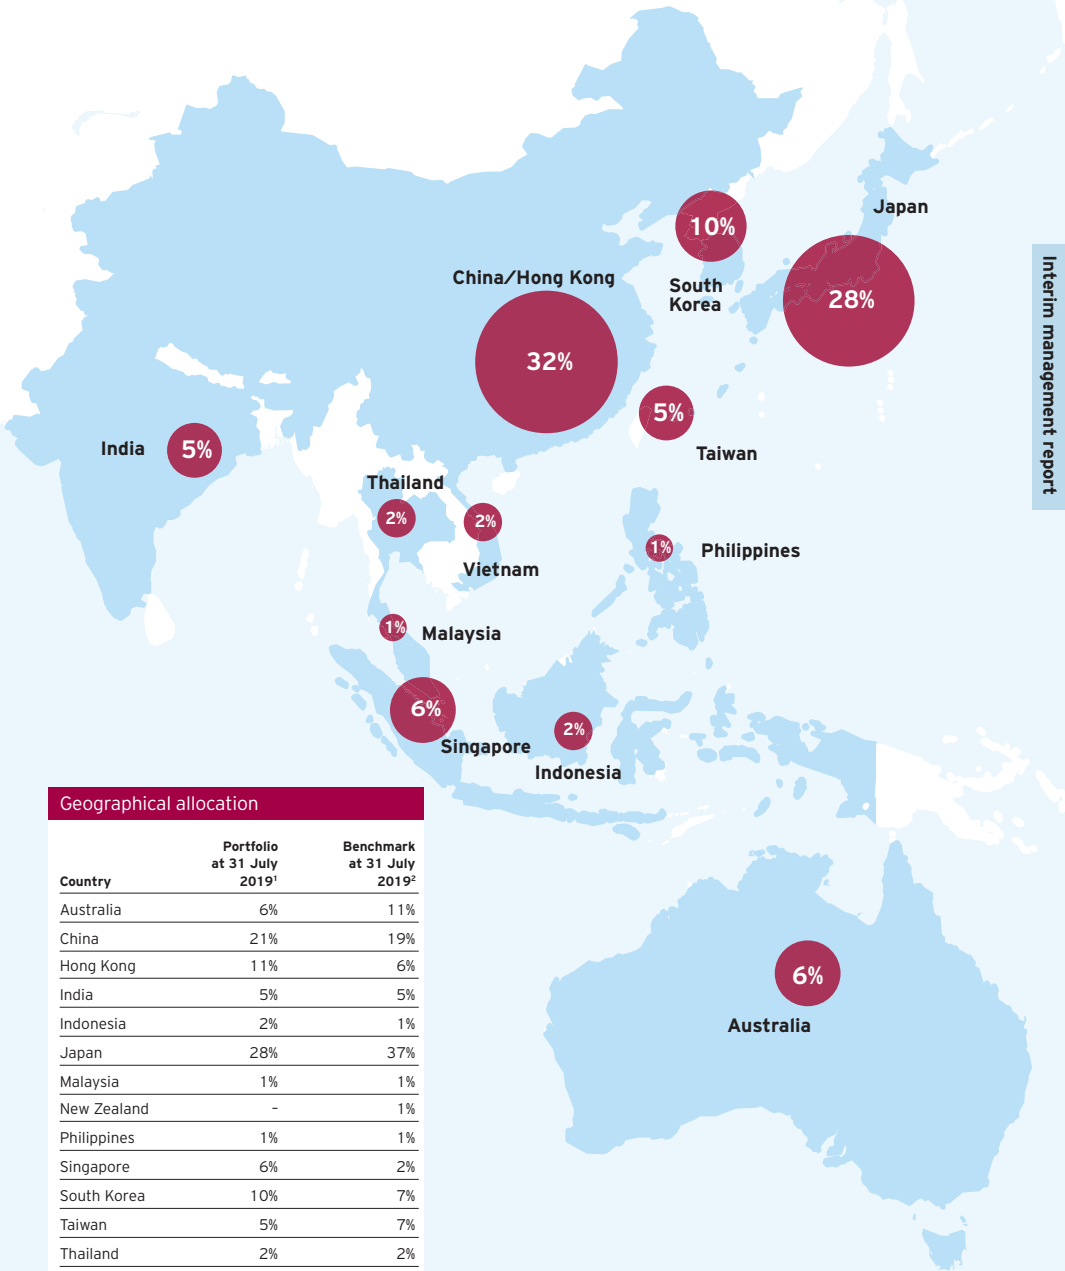 Japan
10%
China/Hong Kong
South
Korea
28%
32%
5%
Taiwan
India
5%
Thailand
2%
2%
Vietnam
1%
Philippines
1%
Malaysia
6%
Singapore
2%
Indonesia
6%
Australia
Interim management report
Geographical allocation
Country Portfolio at 31 July 2019¹ Benchmark at 31 July 2019²
Australia 6% 11%
China 21% 19%
Hong Kong 11% 6%
India 5% 5%
Indonesia 2% 1%
Japan 28% 37%
Malaysia 1% 1%
New Zealand – 1%
Philippines 1% 1%
Singapore 6% 2%
South Korea 10% 7%
Taiwan 5% 7%
Thailand 2% 2%